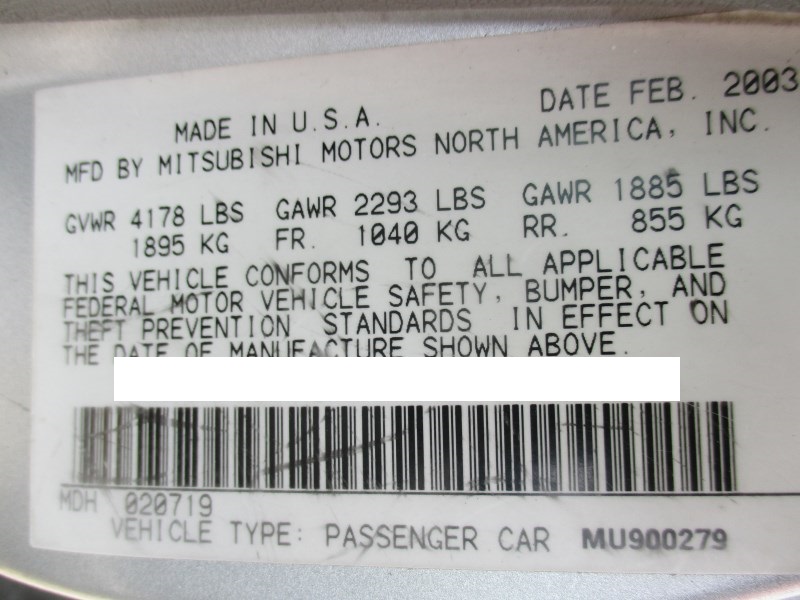 DATE FEB. 2003
MADE IN U.S.A.
MFD BY MITSUBISHI MOTORS NORTH AMERICA, INC.
GVWR 4178 LBS GAWR 2293 LBS GAWR 1885 LBS
1895 KG FR. 1040 KG RR. 855 KG
THIS VEHICLE CONFORMS TO ALL APPLICABLE
FEDERAL MOTOR VEHICLE SAFETY, BUMPER, AND
THEFT PREVENTION STANDARDS IN EFFECT ON
THE DATE OF MANUFACTURE SHOWN ABOVE.
MDH 020719
VEHICLE TYPE: PASSENGER CAR MU900279